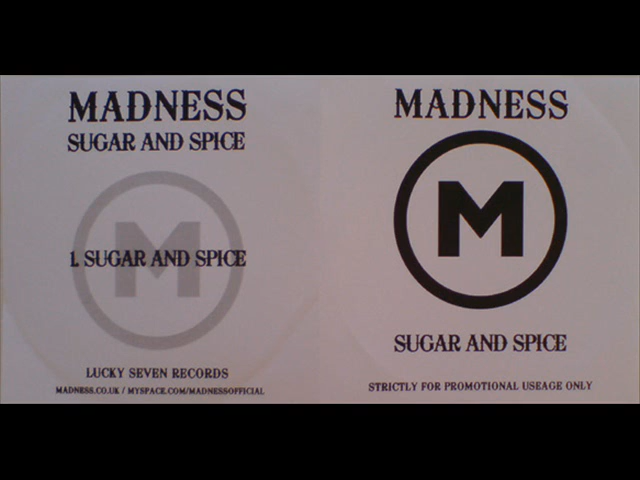 MADNESS
SUGAR AND SPICE
M
1. SUGAR AND SPICE
LUCKY SEVEN RECORDS
MADNESS.CO.UK / MYSPACE.COM/MADNESSOFFICIAL
MADNESS
M
SUGAR AND SPICE
STRICTLY FOR PROMOTIONAL USEAGE ONLY